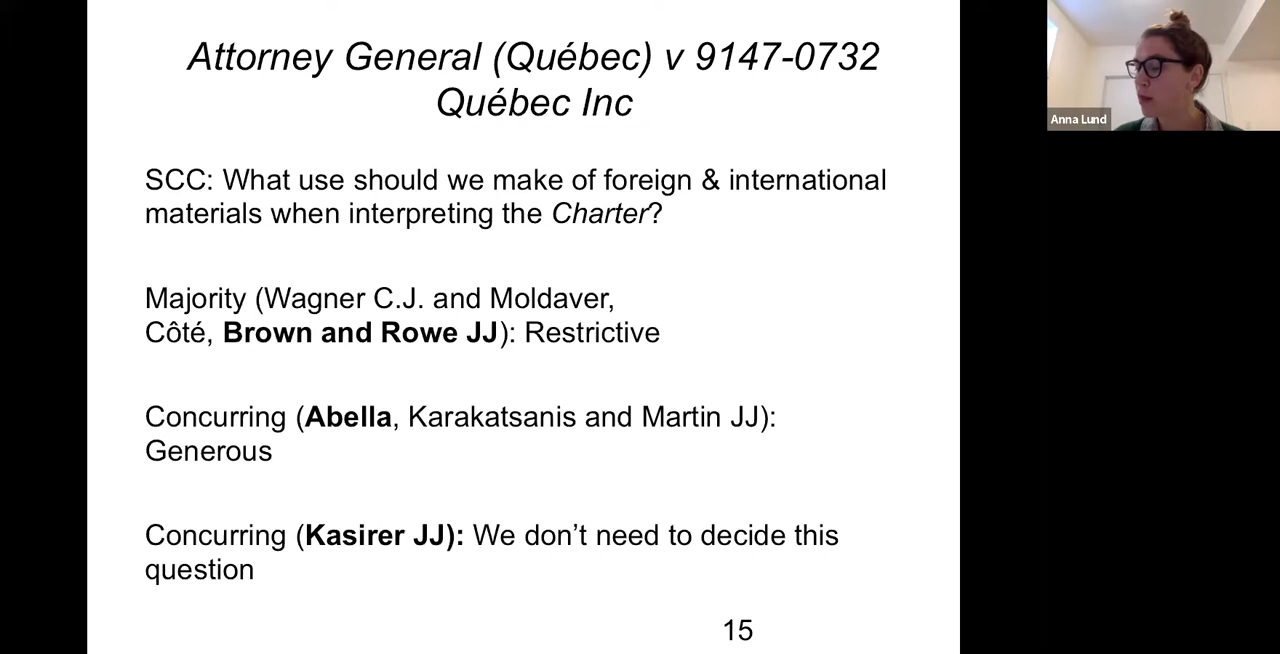 Attorney General (Québec) v 9147-0732
Québec Inc
SCC: What use should we make of foreign & international
materials when interpreting the Charter?
Majority (Wagner C.J. and Moldaver,
Côté, Brown and Rowe JJ): Restrictive
Concurring (Abella, Karakatsanis and Martin JJ):
Generous
Concurring (Kasirer JJ): We don’t need to decide this
question
15
Anna Lund